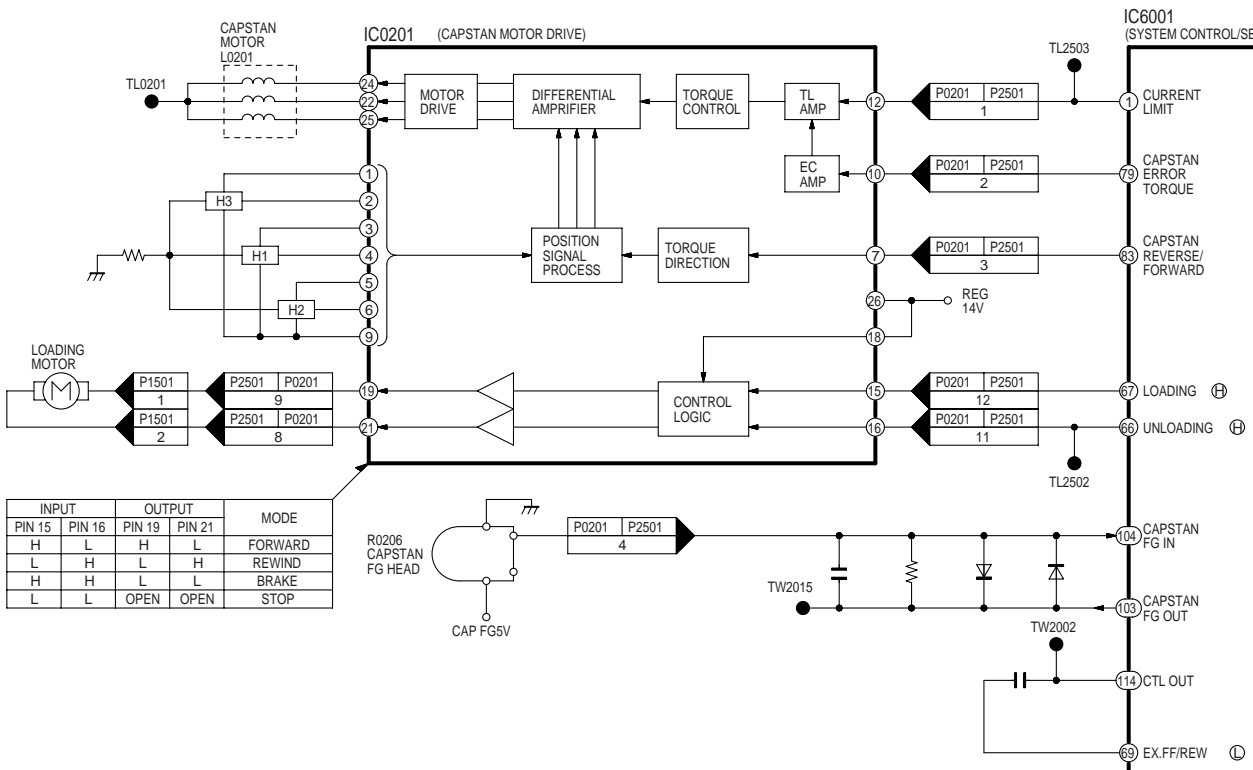 IC6001
(SYSTEM CONTROL/SE
CAPSTAN
MOTOR
L0201
IC0201 (CAPSTAN MOTOR DRIVE)
TL2503
TL0201
24
22
25
MOTOR
DRIVE
DIFFERENTIAL
AMPRIFIER
TORQUE
CONTROL
TL
AMP
12
P0201 P2501
1
1
CURRENT
LIMIT
EC
AMP
10
P0201 P2501
2
79
CAPSTAN
ERROR
TORQUE
1
2
3
4
5
6
9
H3
H1
H2
POSITION
SIGNAL
PROCESS
TORQUE
DIRECTION
7
P0201 P2501
3
83
CAPSTAN
REVERSE/
FORWARD
26
REG
14V
18
LOADING
MOTOR
M
P1501
1
P2501 P0201
9
19
CONTROL
LOGIC
15
P0201 P2501
12
67
LOADING H
P1501
2
P2501 P0201
8
21
16
P0201 P2501
11
66
UNLOADING H
TL2502
INPUT OUTPUT MODE
PIN 15 PIN 16 PIN 19 PIN 21
H L H L FORWARD
L H L H REWIND
H H L L BRAKE
L L OPEN OPEN STOP
R0206
CAPSTAN
FG HEAD
P0201 P2501
4
104
CAPSTAN
FG IN
CAP FG5V
TW2015
103
CAPSTAN
FG OUT
TW2002
114
CTL OUT
69
EX.FF/REW L